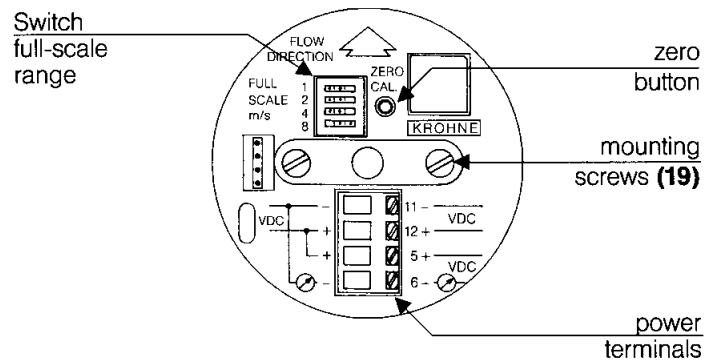 Switch
full-scale
range
FLOW
DIRECTION
FULL
SCALE
m/s
1
2
4
8
ZERO
CAL.
KROHNE
zero
button
mounting
screws (19)
VDC
-
+
+
-
11 -
12 +
5 +
6 -
VDC
VDC
power
terminals